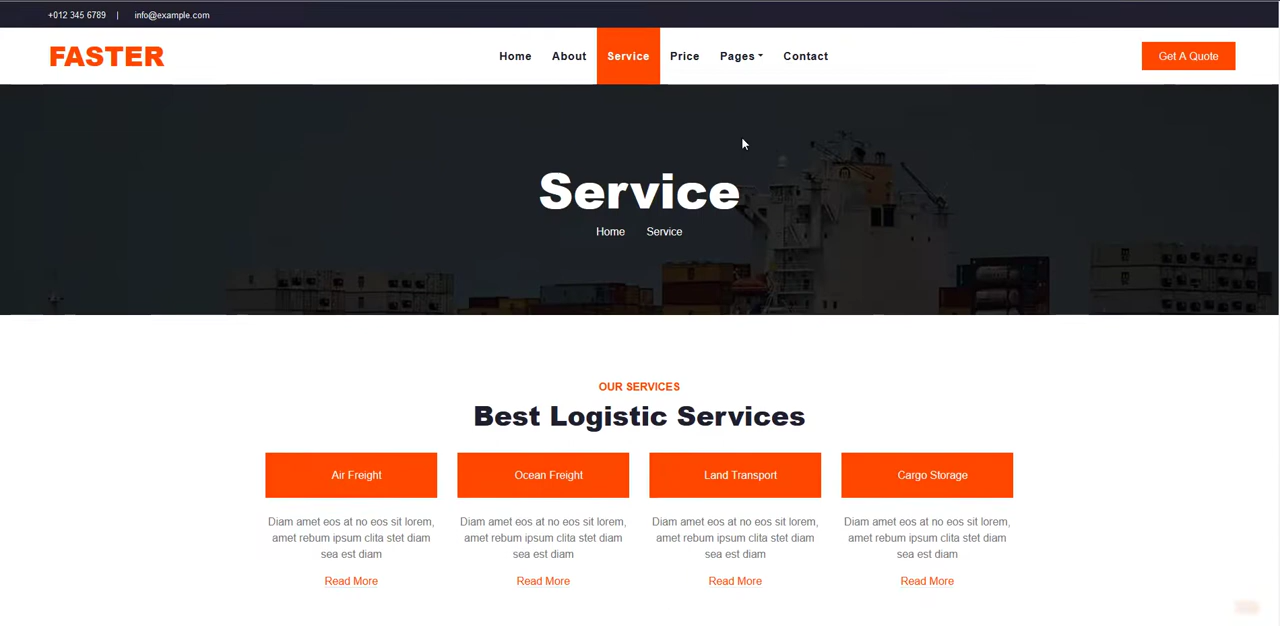 +012 345 6789 | info@example.com
FASTER
Home About Service Price Pages Contact
Get A Quote
Service
Home Service
OUR SERVICES
Best Logistic Services
Air Freight
Diam amet eos at no eos sit lorem,
amet rebum ipsum clita stet diam
sea est diam
Read More
Ocean Freight
Diam amet eos at no eos sit lorem,
amet rebum ipsum clita stet diam
sea est diam
Read More
Land Transport
Diam amet eos at no eos sit lorem,
amet rebum ipsum clita stet diam
sea est diam
Read More
Cargo Storage
Diam amet eos at no eos sit lorem,
amet rebum ipsum clita stet diam
sea est diam
Read More